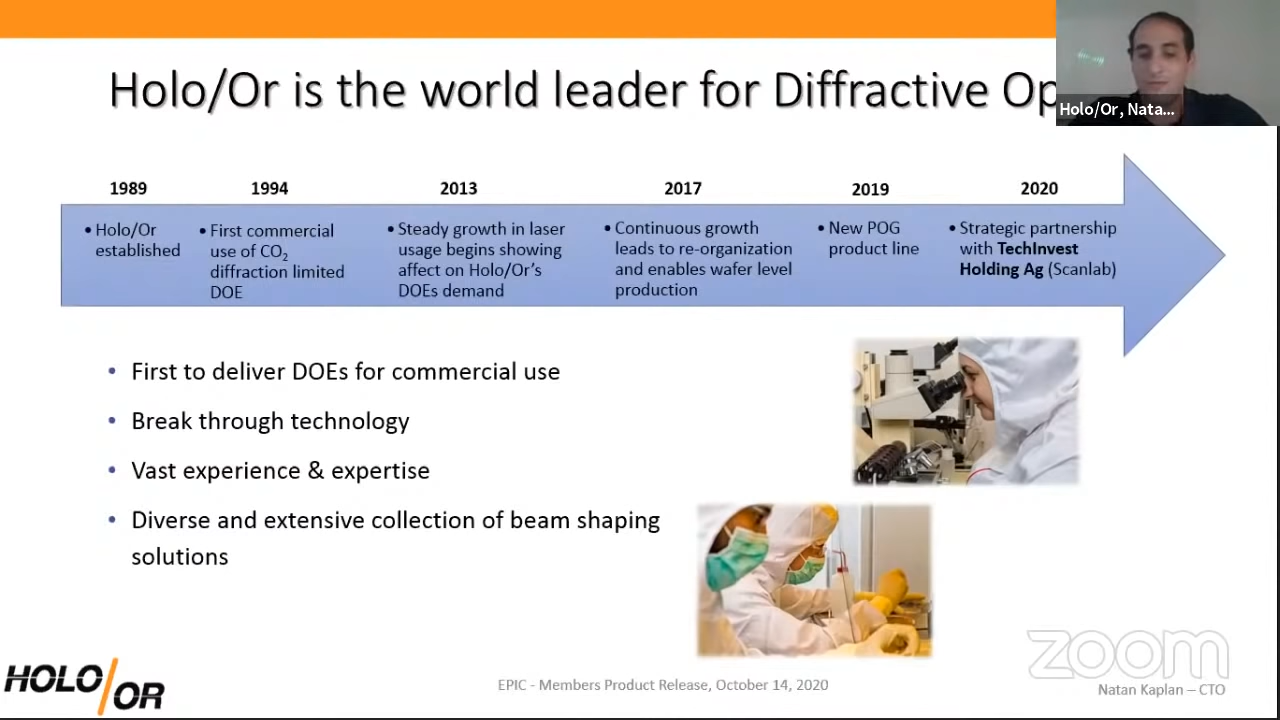 Holo/Or is the world leader for Diffractive Op
Holo/Or, Nata...
1989
1994
2013
2017
2019
2020
• Holo/Or
established
• First commercial
use of CO₂
diffraction limited
DOE
• Steady growth in laser
usage begins showing
affect on Holo/Or's
DOEs demand
• Continuous growth
leads to re-organization
and enables wafer level
production
• New POG
product line
• Strategic partnership
with TechInvest
Holding Ag (Scanlab)
• First to deliver DOEs for commercial use
• Break through technology
• Vast experience & expertise
• Diverse and extensive collection of beam shaping
solutions
HOLO/OR
EPIC - Members Product Release, October 14, 2020
zoom
Natan Kaplan – CTO